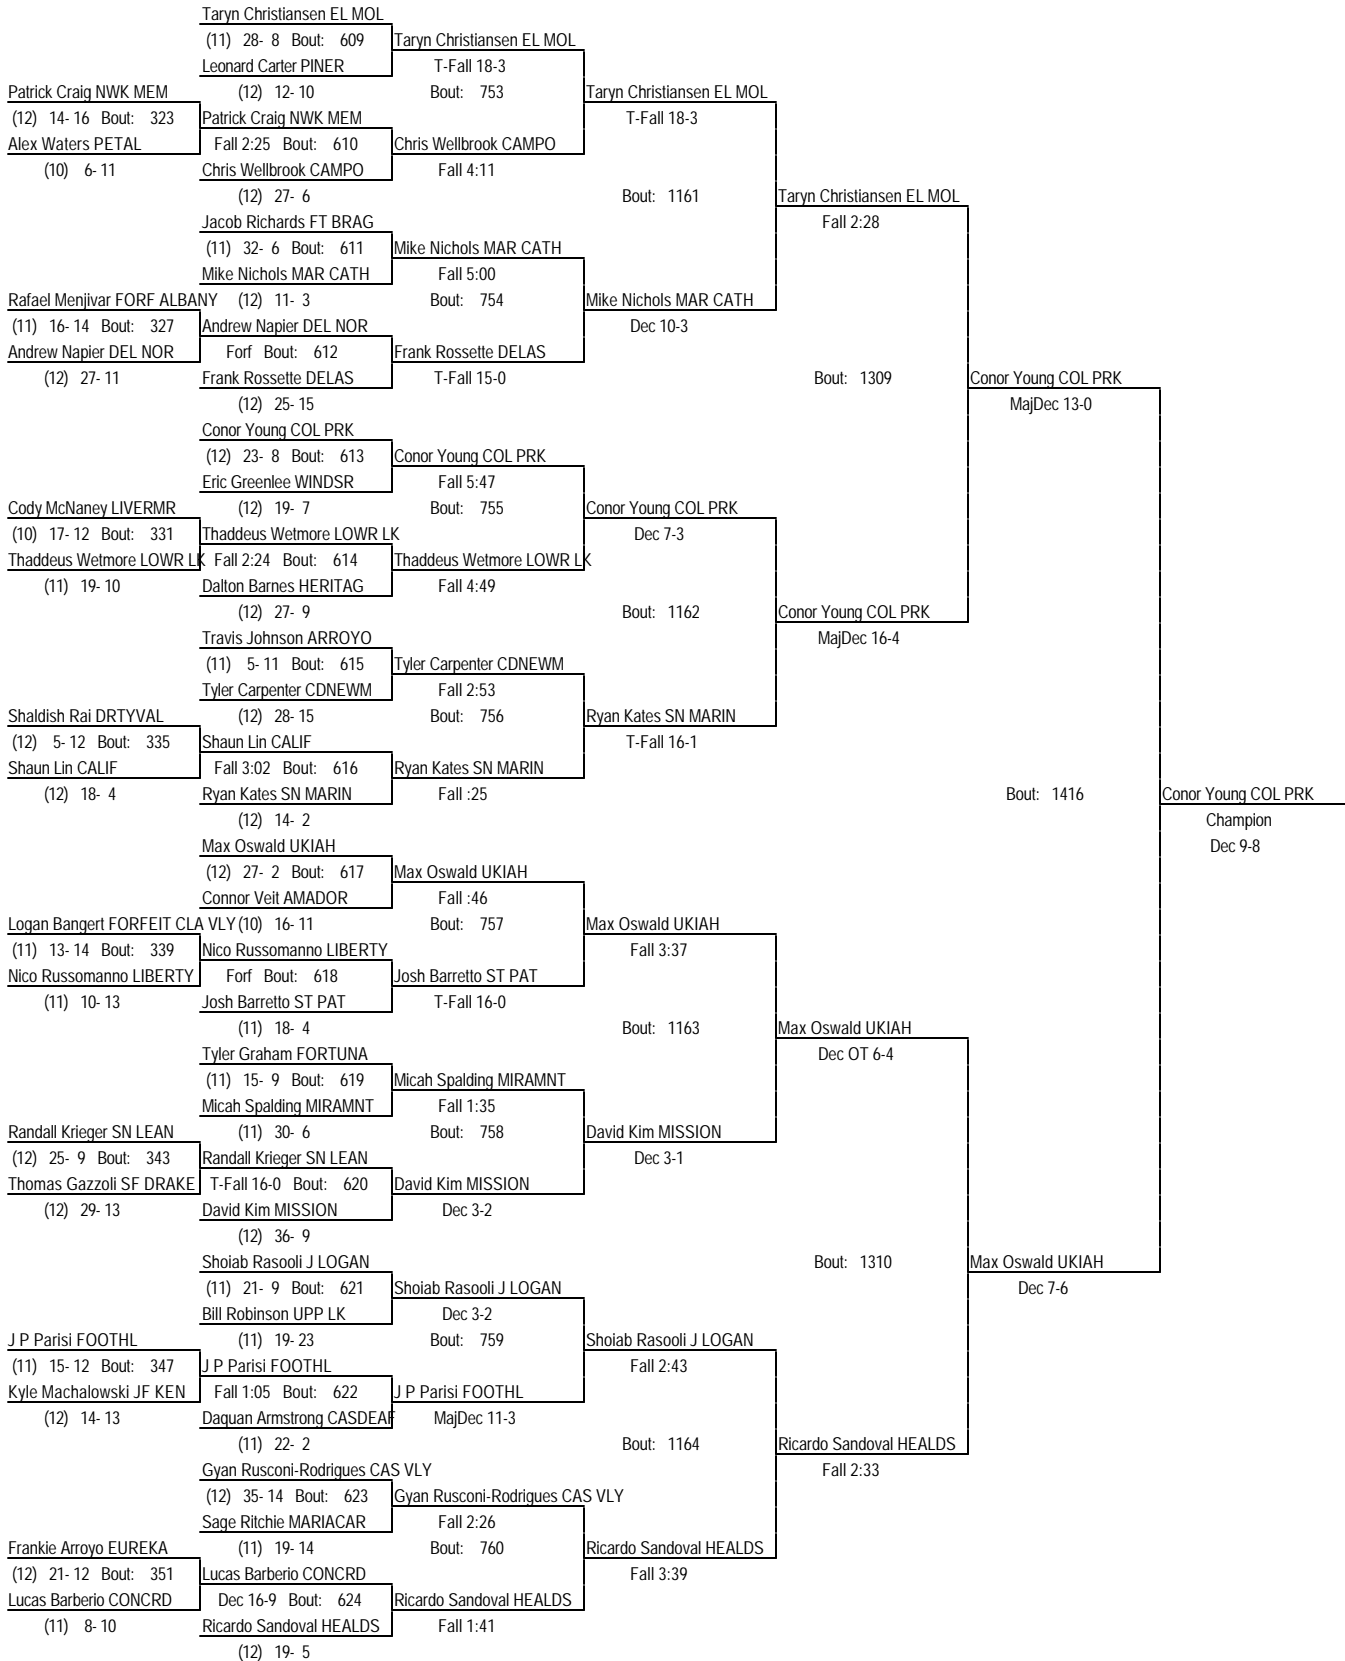 Taryn Christiansen EL MOL
(11) 28- 8 Bout: 609 Taryn Christiansen EL MOL
Leonard Carter PINER T-Fall 18-3
Patrick Craig NWK MEM (12) 12- 10 Bout: 753 Taryn Christiansen EL MOL
(12) 14- 16 Bout: 323 Patrick Craig NWK MEM T-Fall 18-3
Alex Waters PETAL Fall 2:25 Bout: 610 Chris Wellbrook CAMPO
(10) 6- 11 Chris Wellbrook CAMPO Fall 4:11
(12) 27- 6 Bout: 1161 Taryn Christiansen EL MOL
Jacob Richards FT BRAG Fall 2:28
(11) 32- 6 Bout: 611 Mike Nichols MAR CATH
Mike Nichols MAR CATH Fall 5:00
Rafael Menjivar FORF ALBANY (12) 11- 3 Bout: 754 Mike Nichols MAR CATH
(11) 16- 14 Bout: 327 Andrew Napier DEL NOR Dec 10-3
Andrew Napier DEL NOR Forf Bout: 612 Frank Rossette DELAS
(12) 27- 11 Frank Rossette DELAS T-Fall 15-0 Bout: 1309 Conor Young COL PRK
(12) 25- 15 MajDec 13-0
Conor Young COL PRK
(12) 23- 8 Bout: 613 Conor Young COL PRK
Eric Greenlee WINDSR Fall 5:47
Cody McNaney LIVERMR (12) 19- 7 Bout: 755 Conor Young COL PRK
(10) 17- 12 Bout: 331 Thaddeus Wetmore LOWR LK Dec 7-3
Thaddeus Wetmore LOWR LK Fall 2:24 Bout: 614 Thaddeus Wetmore LOWR LK
(11) 19- 10 Dalton Barnes HERITAG Fall 4:49
(12) 27- 9 Bout: 1162 Conor Young COL PRK
Travis Johnson ARROYO MajDec 16-4
(11) 5- 11 Bout: 615 Tyler Carpenter CDNEWM
Tyler Carpenter CDNEWM Fall 2:53
Shaldish Rai DRTYVAL (12) 28- 15 Bout: 756 Ryan Kates SN MARIN
(12) 5- 12 Bout: 335 Shaun Lin CALIF T-Fall 16-1
Shaun Lin CALIF Fall 3:02 Bout: 616 Ryan Kates SN MARIN
(12) 18- 4 Ryan Kates SN MARIN Fall :25 Bout: 1416 Conor Young COL PRK
(12) 14- 2 Champion
Max Oswald UKIAH Dec 9-8
(12) 27- 2 Bout: 617 Max Oswald UKIAH
Connor Veit AMADOR Fall :46
Logan Bangert FORFEIT CLA VLY (10) 16- 11 Bout: 757 Max Oswald UKIAH
(11) 13- 14 Bout: 339 Nico Russomanno LIBERTY Fall 3:37
Nico Russomanno LIBERTY Forf Bout: 618 Josh Barretto ST PAT
(11) 10- 13 Josh Barretto ST PAT T-Fall 16-0
(11) 18- 4 Bout: 1163 Max Oswald UKIAH
Tyler Graham FORTUNA Dec OT 6-4
(11) 15- 9 Bout: 619 Micah Spalding MIRAMNT
Micah Spalding MIRAMNT Fall 1:35
Randall Krieger SN LEAN (11) 30- 6 Bout: 758 David Kim MISSION
(12) 25- 9 Bout: 343 Randall Krieger SN LEAN Dec 3-1
Thomas Gazzoli SF DRAKE T-Fall 16-0 Bout: 620 David Kim MISSION
(12) 29- 13 David Kim MISSION Dec 3-2
(12) 36- 9
Shoiab Rasooli J LOGAN Bout: 1310 Max Oswald UKIAH
(11) 21- 9 Bout: 621 Shoiab Rasooli J LOGAN Dec 7-6
Bill Robinson UPP LK Dec 3-2
J P Parisi FOOTHL (11) 19- 23 Bout: 759 Shoiab Rasooli J LOGAN
(11) 15- 12 Bout: 347 J P Parisi FOOTHL Fall 2:43
Kyle Machalowski JF KEN Fall 1:05 Bout: 622 J P Parisi FOOTHL
(12) 14- 13 Daquan Armstrong CASDEAF MajDec 11-3
(11) 22- 2 Bout: 1164 Ricardo Sandoval HEALDS
Gyan Rusconi-Rodrigues CAS VLY Fall 2:33
(12) 35- 14 Bout: 623 Gyan Rusconi-Rodrigues CAS VLY
Sage Ritchie MARIACAR Fall 2:26
Frankie Arroyo EUREKA (11) 19- 14 Bout: 760 Ricardo Sandoval HEALDS
(12) 21- 12 Bout: 351 Lucas Barberio CONCRD Fall 3:39
Lucas Barberio CONCRD Dec 16-9 Bout: 624 Ricardo Sandoval HEALDS
(11) 8- 10 Ricardo Sandoval HEALDS Fall 1:41
(12) 19- 5